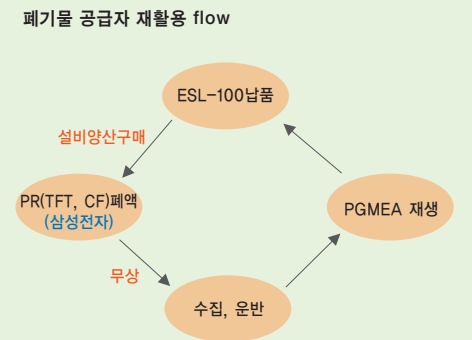 폐기물 공급자 재활용 flow
ESL-100납품
설비양산구매
PR(TFT, CF)폐액
(삼성전자)
PGMEA 재생
무상
수집, 운반